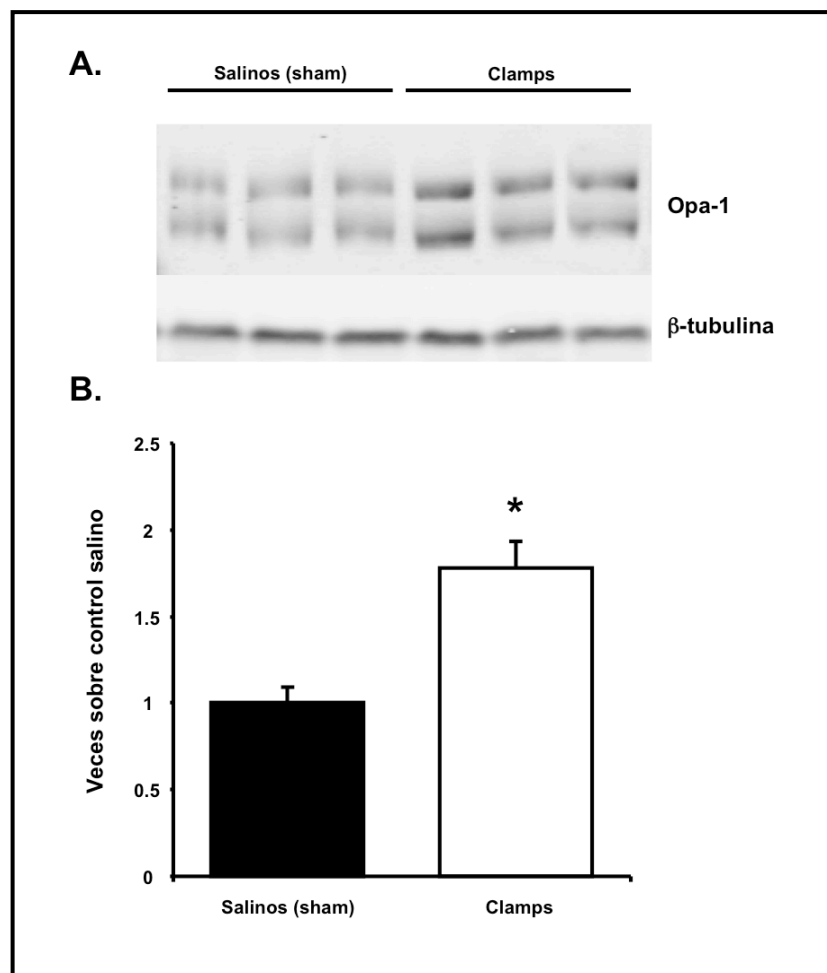 A.
Salinos (sham) Clamps
Opa-1
β-tubulina
B.
Veces sobre control salino
2.5
2
1.5
1
0.5
0
*
Salinos (sham) Clamps